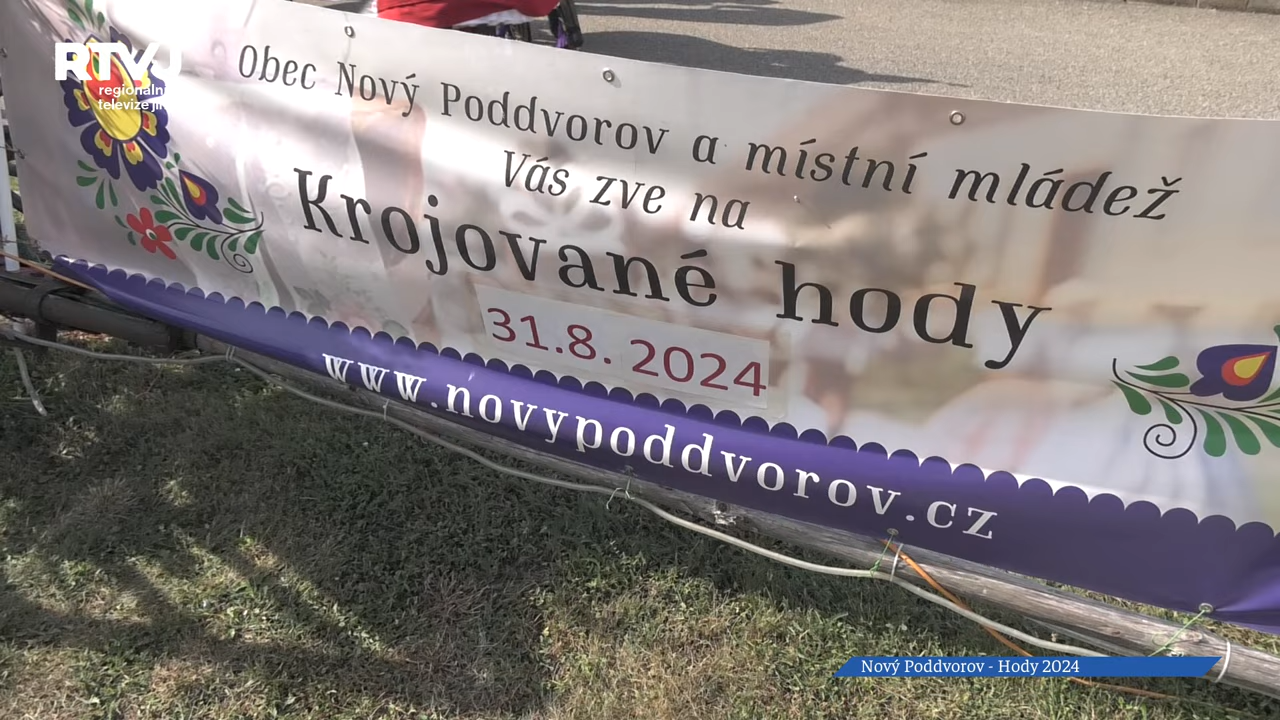 RTVJ
regionální
televize
Obec Nový Poddvorov a místní mládež
Vás zve na
Krojované hody
31.8. 2024
www.novypoddvorov.cz
Nový Poddvorov - Hody 2024